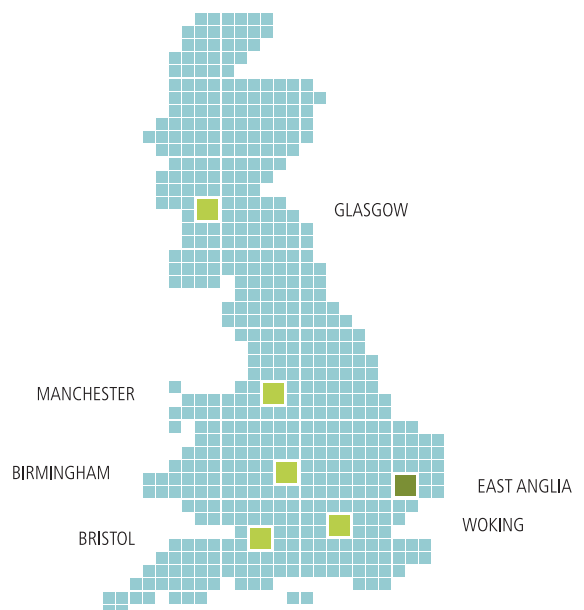 GLASGOW
MANCHESTER
BIRMINGHAM
EAST ANGLIA
WOKING
BRISTOL